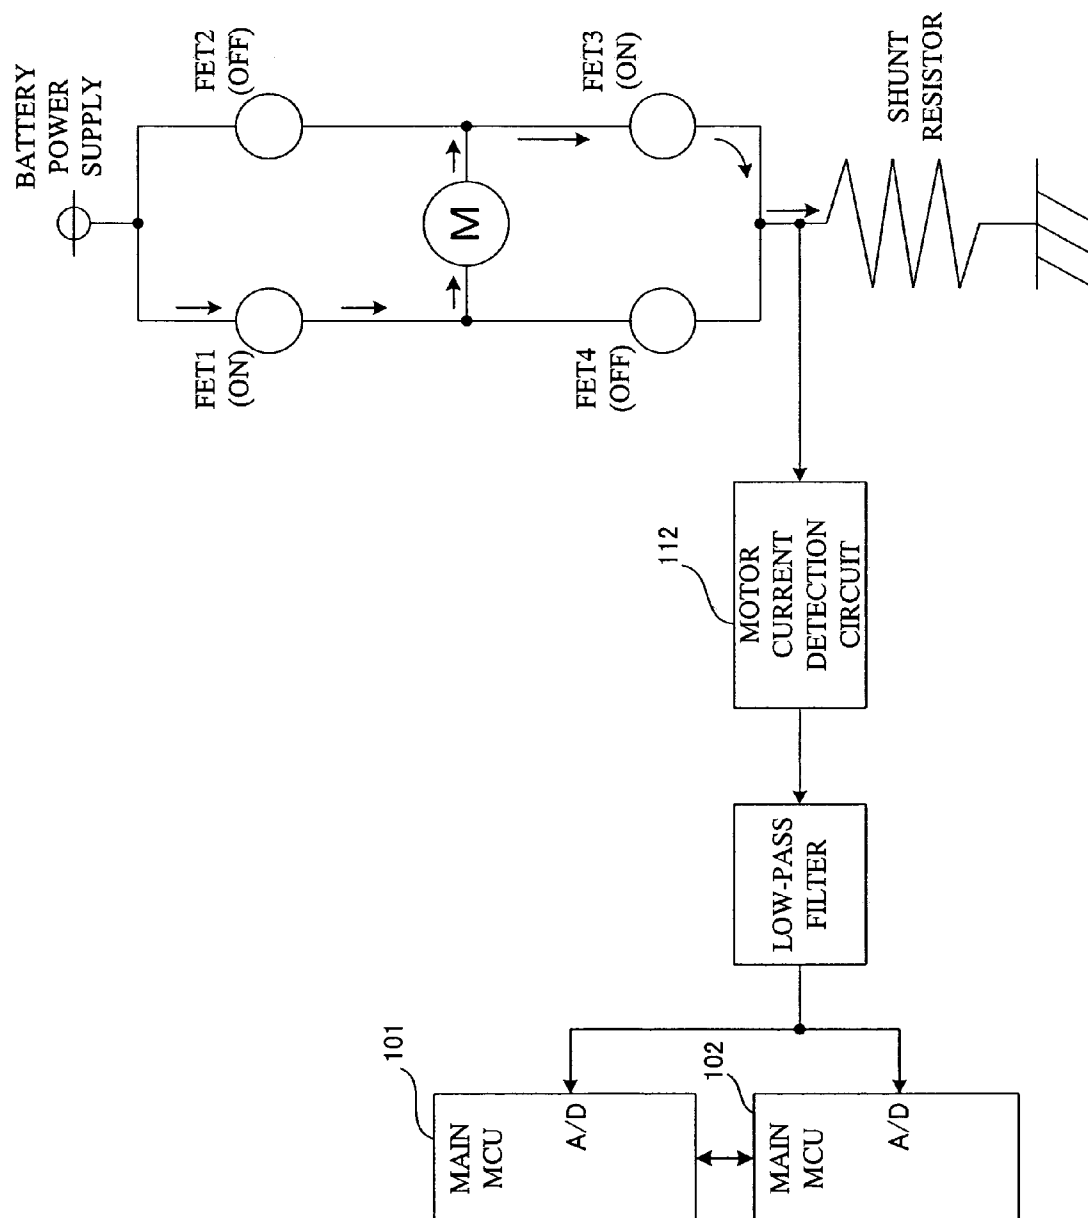 BATTERY
POWER
SUPPLY
FET2
(OFF)
FET1
(ON)
M
FET3
(ON)
FET4
(OFF)
SHUNT
RESISTOR
112
MOTOR
CURRENT
DETECTION
CIRCUIT
LOW-PASS
FILTER
101
MAIN
MCU
A/D
102
MAIN
MCU
A/D